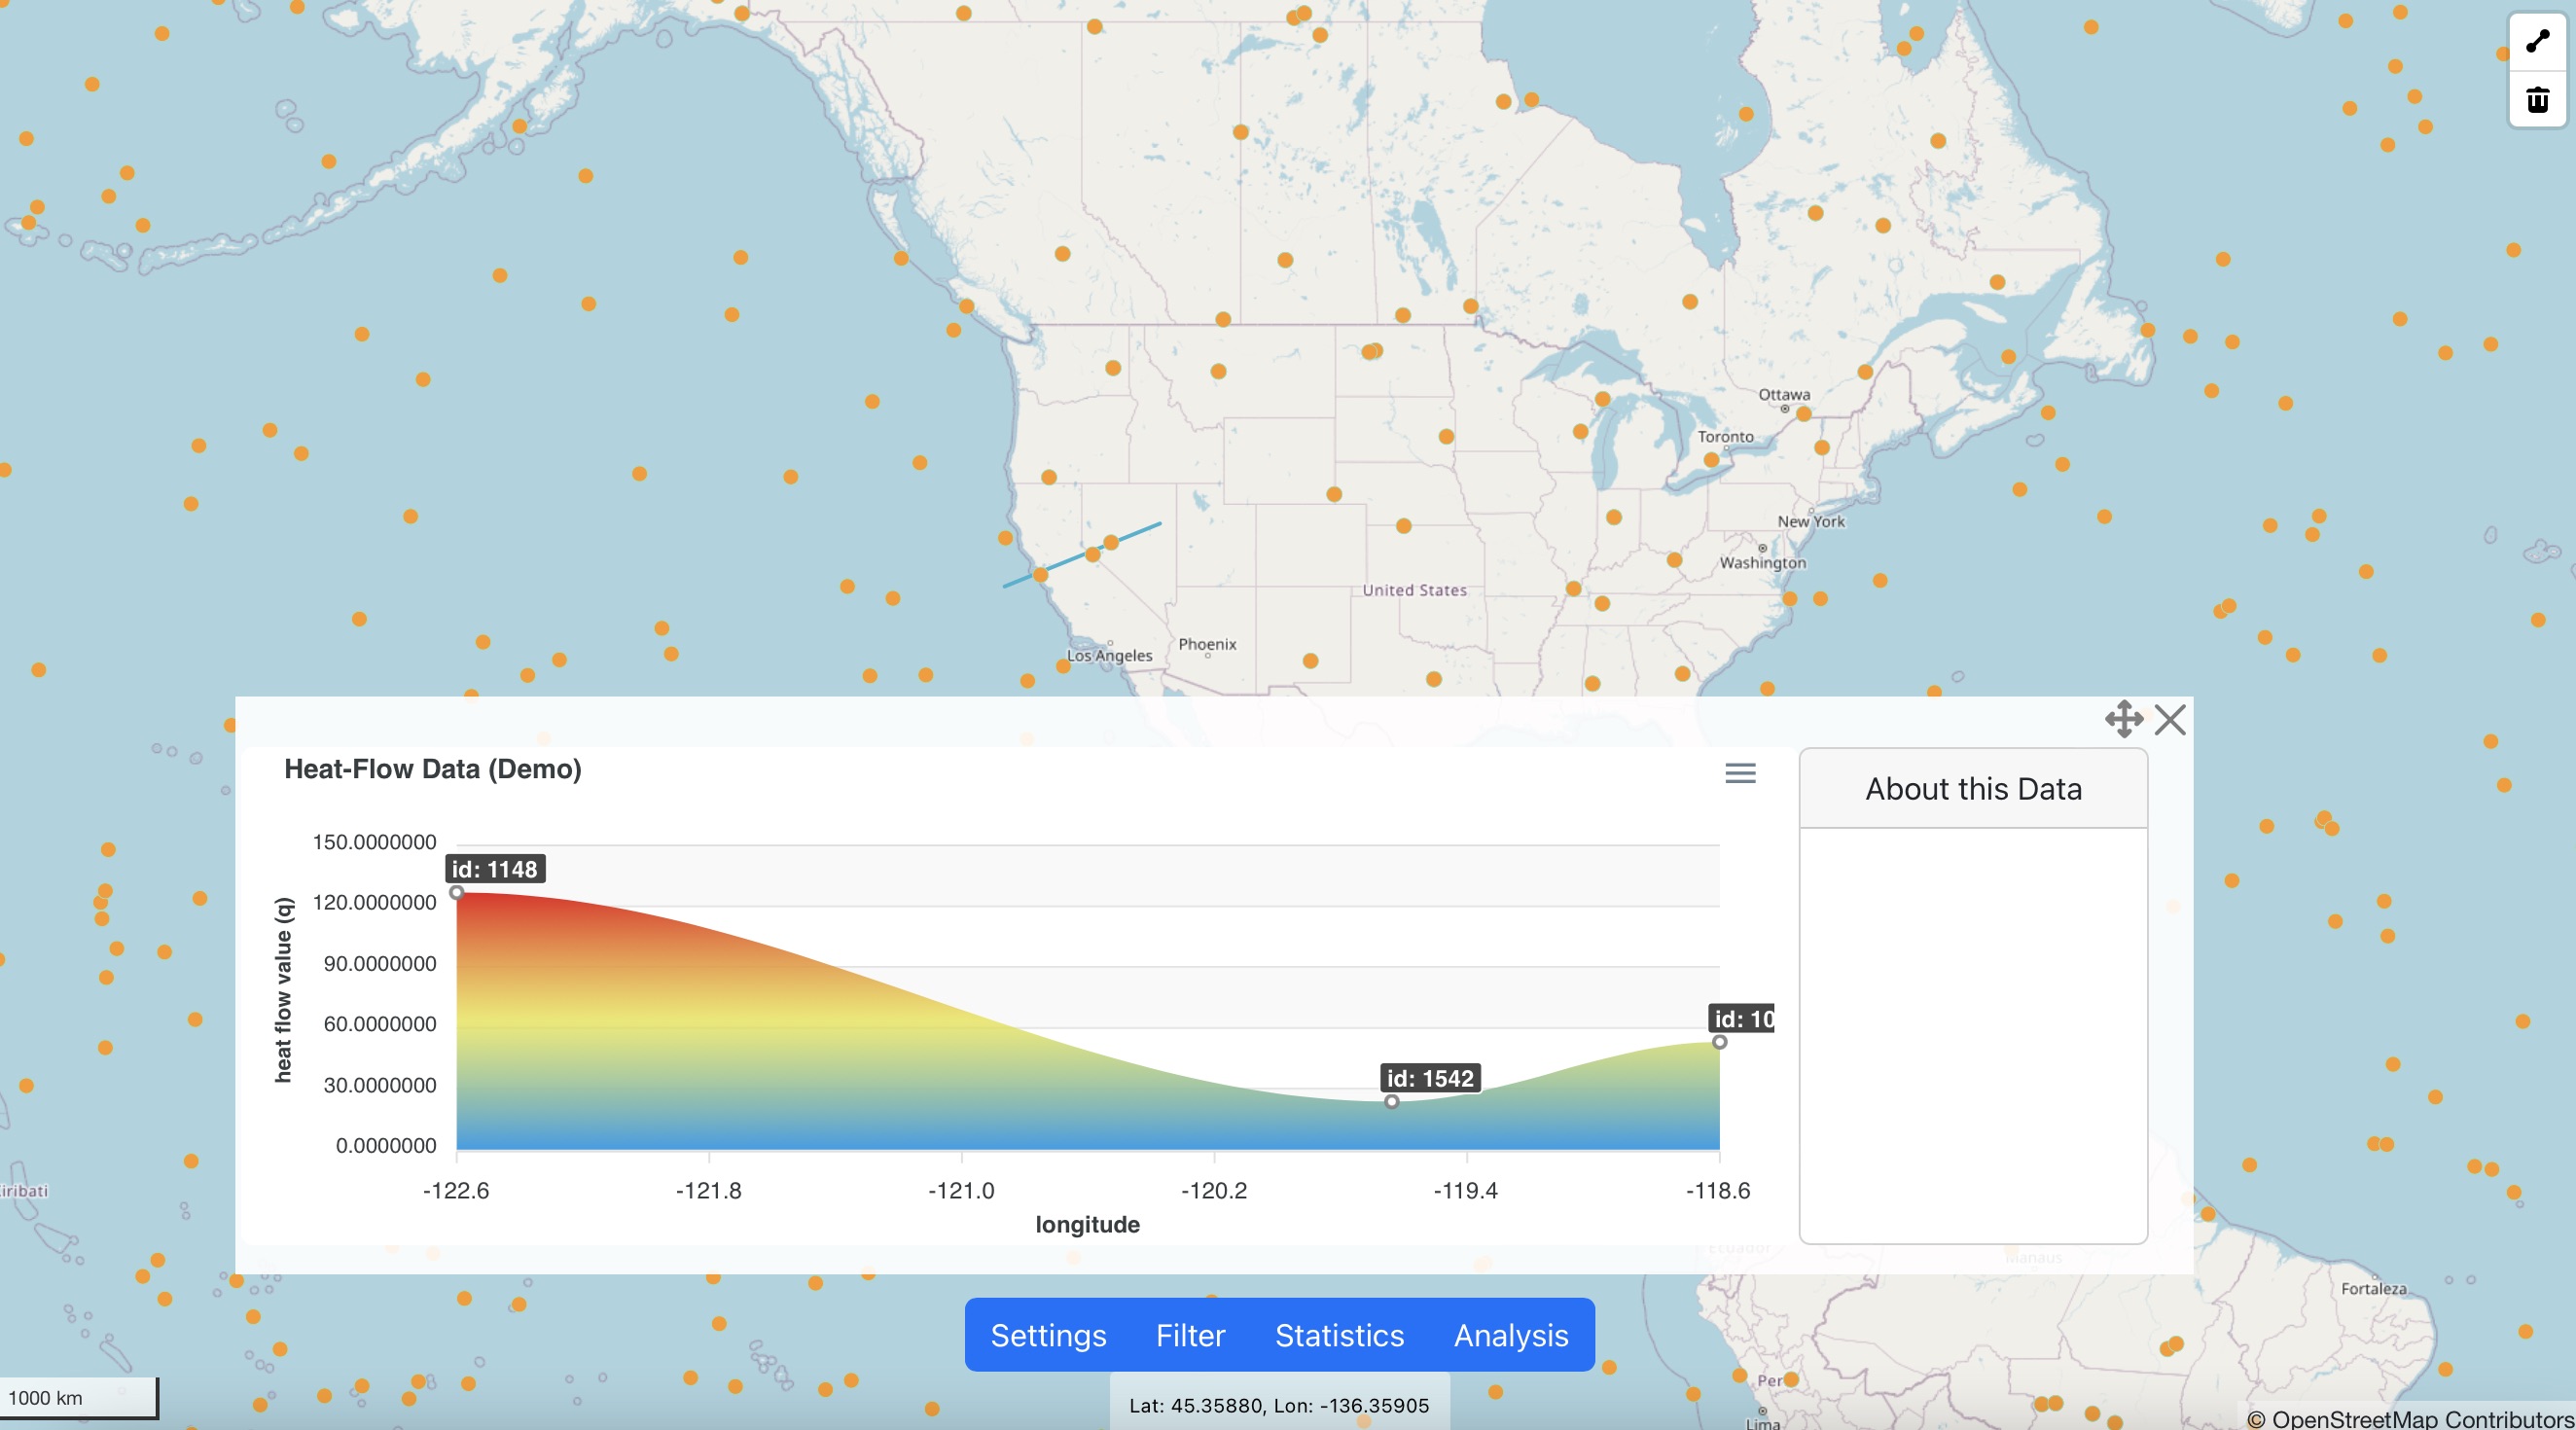 Ottawa
Toronto
New York
Washington
United States
Los Angeles
Phoenix
Heat-Flow Data (Demo)
About this Data
heat flow value (q)
150.0000000
120.0000000
90.0000000
60.0000000
30.0000000
0.0000000
id: 1148
id: 1542
id: 10
-122.6 -121.8 -121.0 -120.2 -119.4 -118.6
longitude
iribati
Ecuador
Manaus
Fortaleza
Settings Filter Statistics Analysis
Per
Lima
1000 km
Lat: 45.35880, Lon: -136.35905
© OpenStreetMap Contributors